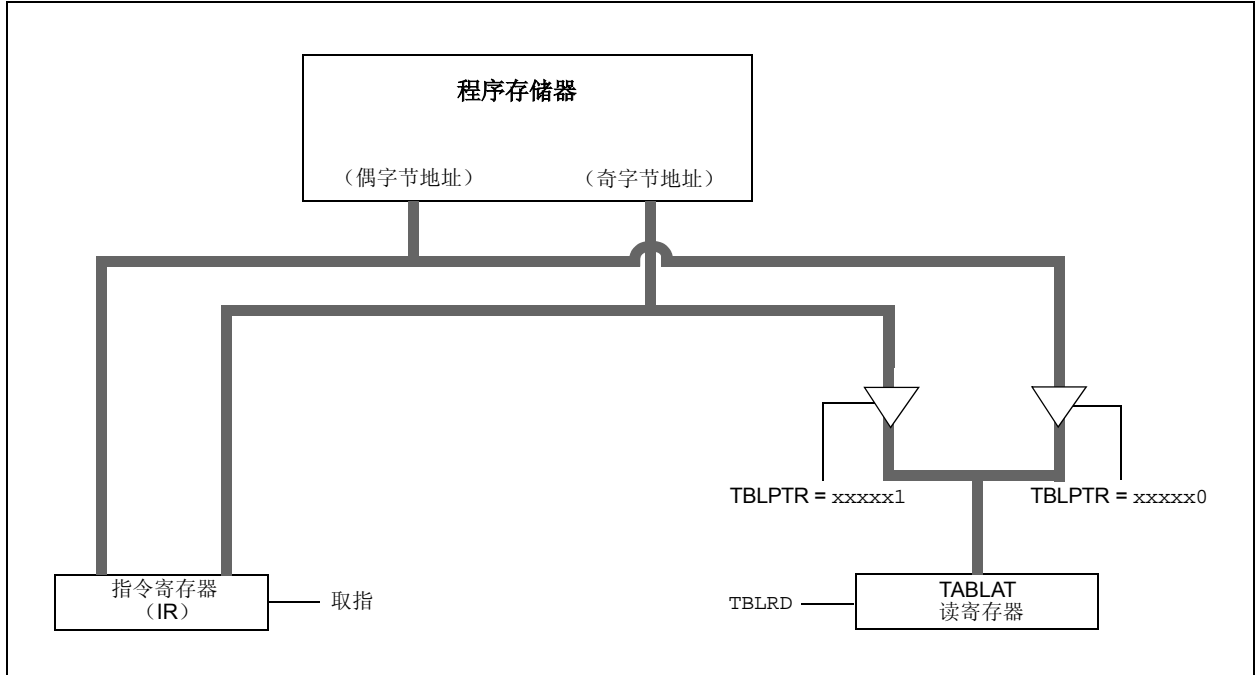 程序存储器
（偶字节地址） （奇字节地址）
TBLPTR = xxxxx1 TBLPTR = xxxxx0
指令寄存器
（IR）
取指
TBLRD
TABLAT
读寄存器